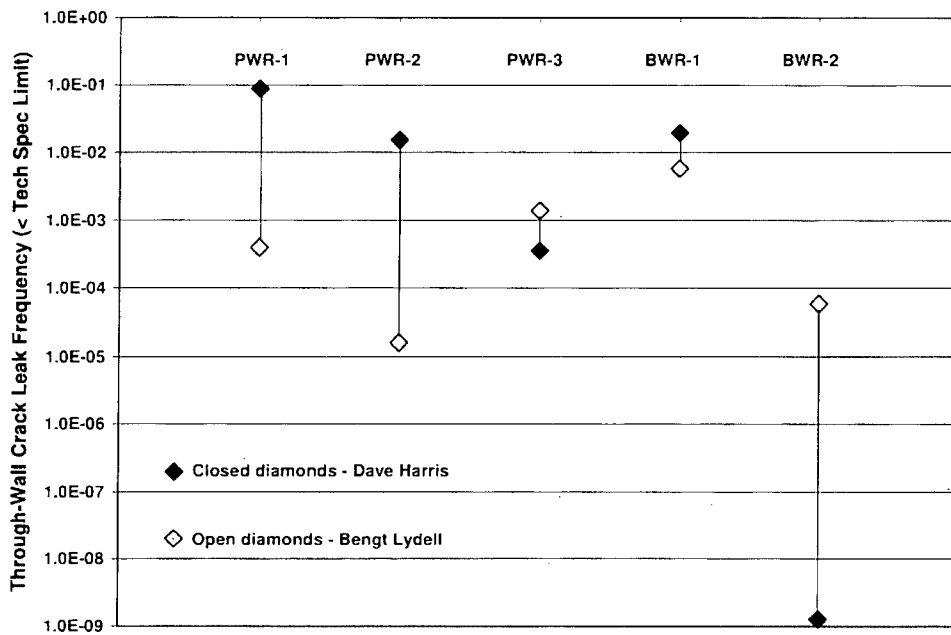 Through-Wall Crack Leak Frequency (< Tech Spec Limit)
1.0E+00
1.0E-01
1.0E-02
1.0E-03
1.0E-04
1.0E-05
1.0E-06
1.0E-07
1.0E-08
1.0E-09
PWR-1 PWR-2 PWR-3 BWR-1 BWR-2
Closed diamonds - Dave Harris
Open diamonds - Bengt Lydell